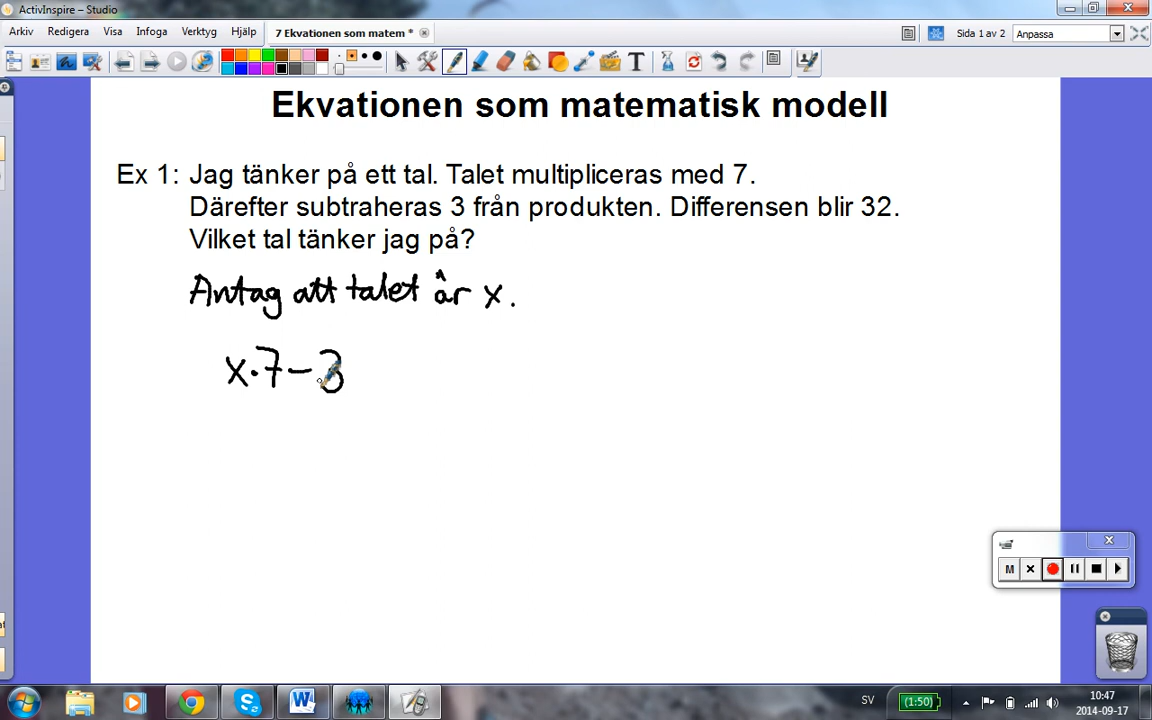 ActivInspire – Studio
Arkiv Redigera Visa Infoga Verktyg Hjälp 7 Ekvationen som matem * Sida 1 av 2 Anpassa
Ekvationen som matematisk modell
Ex 1: Jag tänker på ett tal. Talet multipliceras med 7.
Därefter subtraheras 3 från produkten. Differensen blir 32.
Vilket tal tänker jag på?
Antag att talet är x.
x·7–3
M
SV (1:50) 10:47
2014-09-17